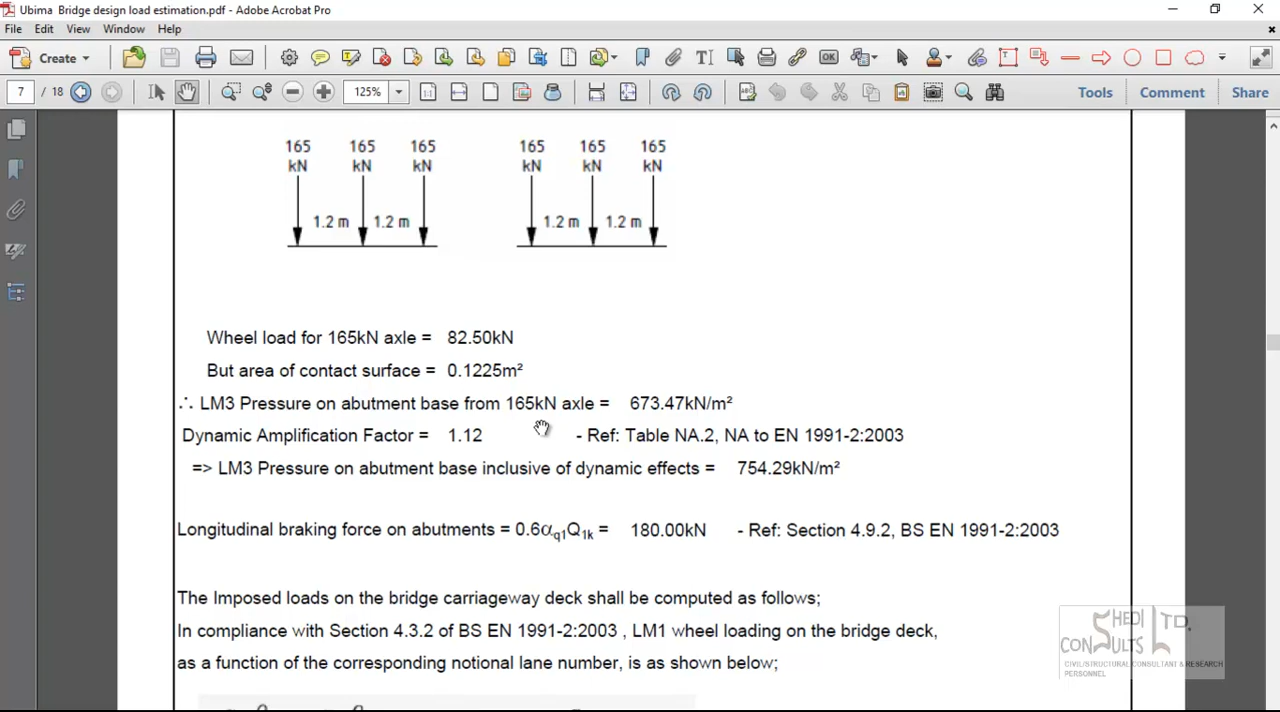 Ubima Bridge design load estimation.pdf - Adobe Acrobat Pro
File Edit View Window Help
Create
7 / 18 125% Tools Comment Share
165 165 165 165 165 165
kN kN kN kN kN kN
1.2 m 1.2 m 1.2 m 1.2 m
Wheel load for 165kN axle = 82.50kN
But area of contact surface = 0.1225m²
∴ LM3 Pressure on abutment base from 165kN axle = 673.47kN/m²
Dynamic Amplification Factor = 1.12 - Ref: Table NA.2, NA to EN 1991-2:2003
=> LM3 Pressure on abutment base inclusive of dynamic effects = 754.29kN/m²
Longitudinal braking force on abutments = 0.6αq1Q1k = 180.00kN - Ref: Section 4.9.2, BS EN 1991-2:2003
The Imposed loads on the bridge carriageway deck shall be computed as follows;
In compliance with Section 4.3.2 of BS EN 1991-2:2003 , LM1 wheel loading on the bridge deck,
as a function of the corresponding notional lane number, is as shown below;
SHEDI LTD.
CONSULTS
CIVIL/STRUCTURAL CONSULTANT & RESEARCH
PERSONNEL